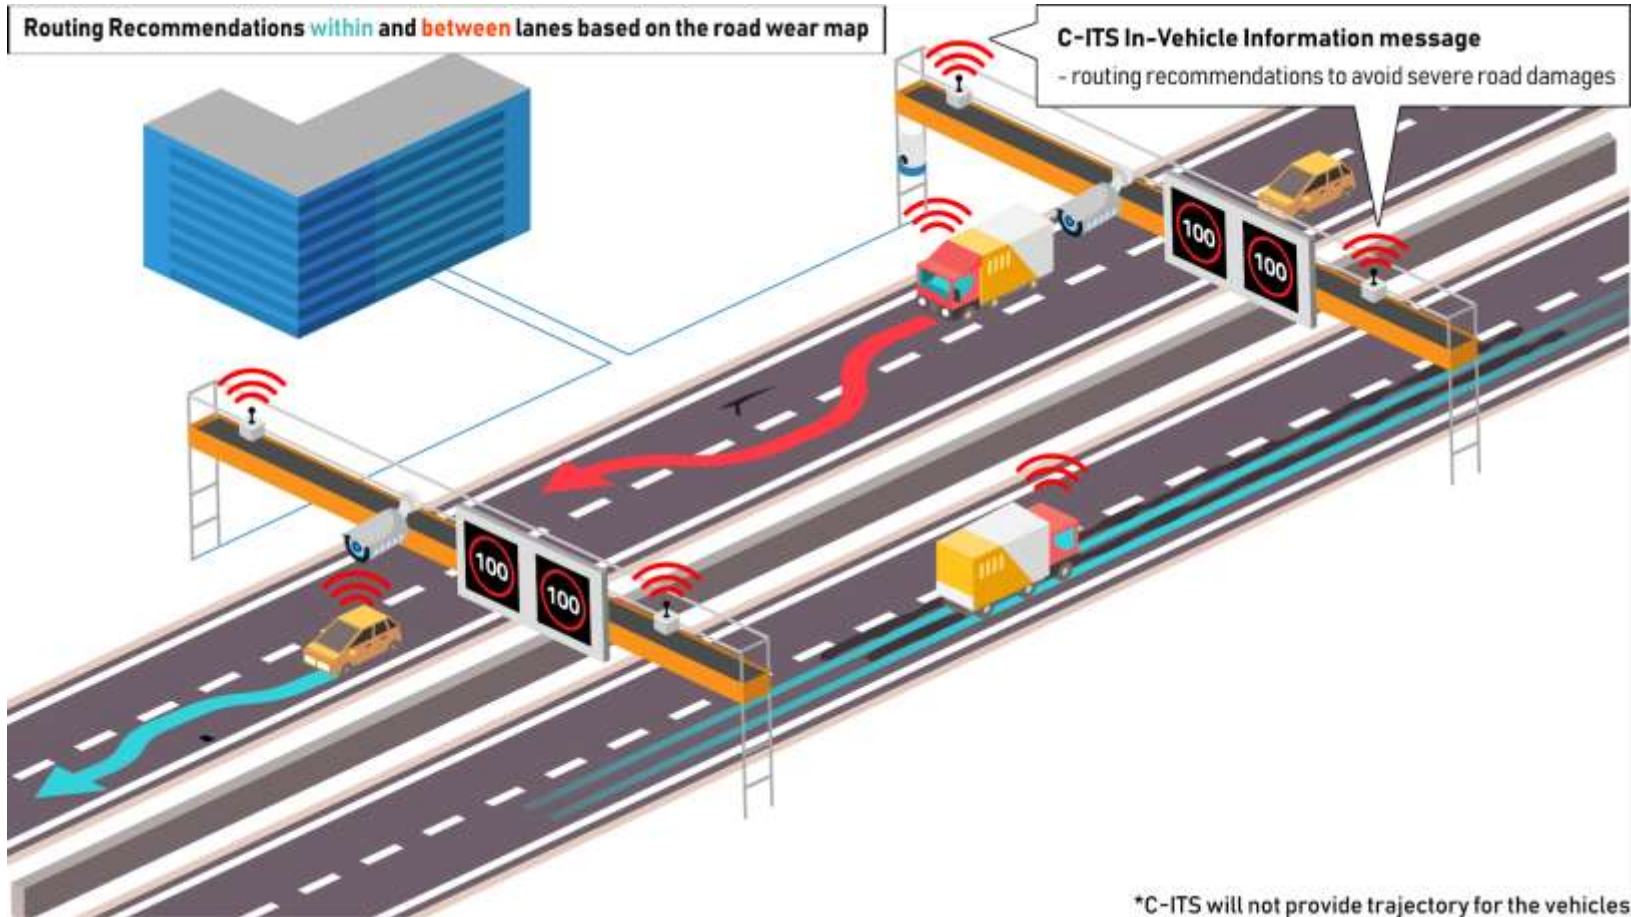 Routing Recommendations within and between lanes based on the road wear map
C-ITS In-Vehicle Information message
- routing recommendations to avoid severe road damages
100
100
100
100
*C-ITS will not provide trajectory for the vehicles